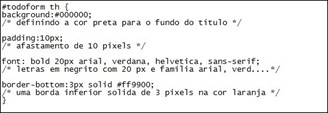 #todoform th {
background:#000000;
/* definindo a cor preta para o fundo do título */
padding:10px;
/* afastamento de 10 pixels */
font: bold 20px arial, verdana, helvetica, sans-serif;
/* letras em negrito com 20 px e família arial, verd....*/
border-bottom:3px solid #ff9900;
/* uma borda inferior solida de 3 pixels na cor laranja */
}